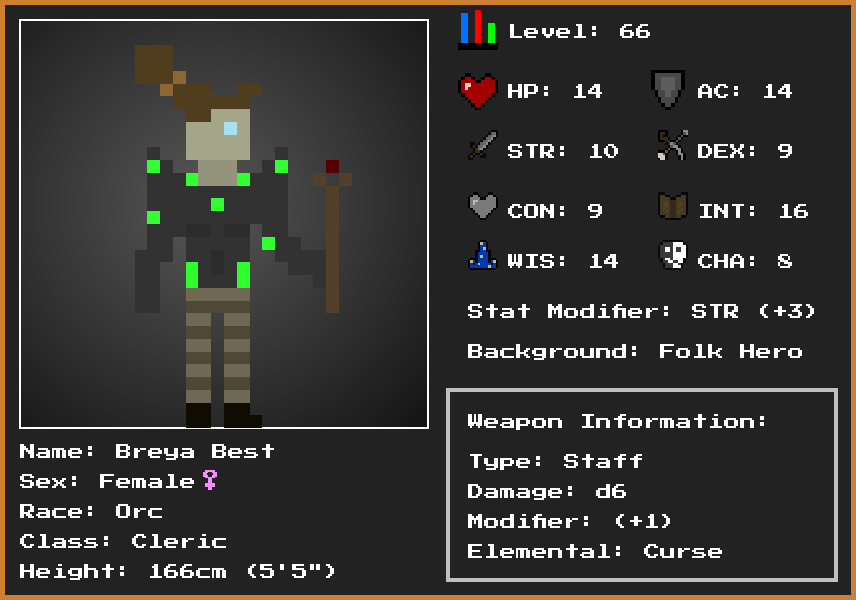 Level: 66
HP: 14
AC: 14
STR: 10
DEX: 9
CON: 9
INT: 16
WIS: 14
CHA: 8
Stat Modifier: STR (+3)
Background: Folk Hero
Weapon Information:
Type: Staff
Damage: d6
Modifier: (+1)
Elemental: Curse
Name: Breya Best
Sex: Female♀
Race: Orc
Class: Cleric
Height: 166cm (5'5")